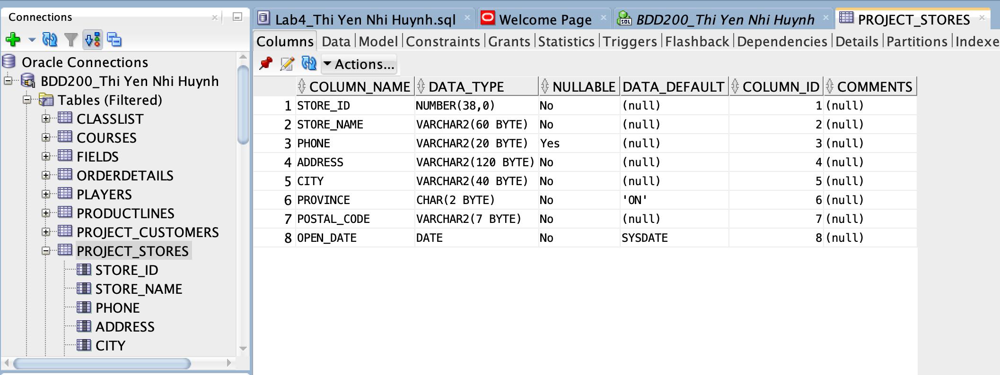 Connections
Oracle Connections
BDD200_Thi Yen Nhi Huynh
Tables (Filtered)
CLASSLIST
COURSES
FIELDS
ORDERDETAILS
PLAYERS
PRODUCTLINES
PROJECT_CUSTOMERS
PROJECT_STORES
STORE_ID
STORE_NAME
PHONE
ADDRESS
CITY
Lab4_Thi Yen Nhi Huynh.sql Welcome Page SQL BDD200_Thi Yen Nhi Huynh PROJECT_STORES
Columns Data Model Constraints Grants Statistics Triggers Flashback Dependencies Details Partitions Indexe
Actions...
COLUMN_NAME DATA_TYPE NULLABLE DATA_DEFAULT COLUMN_ID COMMENTS
1 STORE_ID NUMBER(38,0) No (null) 1 (null)
2 STORE_NAME VARCHAR2(60 BYTE) No (null) 2 (null)
3 PHONE VARCHAR2(20 BYTE) Yes (null) 3 (null)
4 ADDRESS VARCHAR2(120 BYTE) No (null) 4 (null)
5 CITY VARCHAR2(40 BYTE) No (null) 5 (null)
6 PROVINCE CHAR(2 BYTE) No 'ON' 6 (null)
7 POSTAL_CODE VARCHAR2(7 BYTE) No (null) 7 (null)
8 OPEN_DATE DATE No SYSDATE 8 (null)